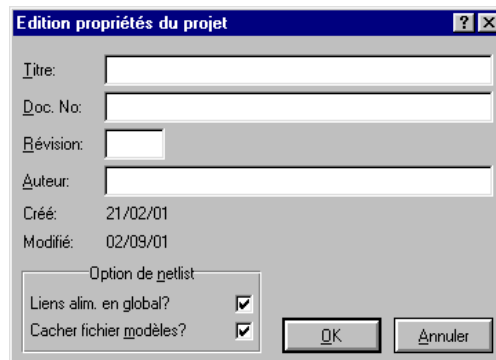 Edition propriétés du projet
Titre:
Doc. No:
Révision:
Auteur:
Créé: 21/02/01
Modifié: 02/09/01
Option de netlist
Liens alim. en global?
Cacher fichier modèles?
OK Annuler